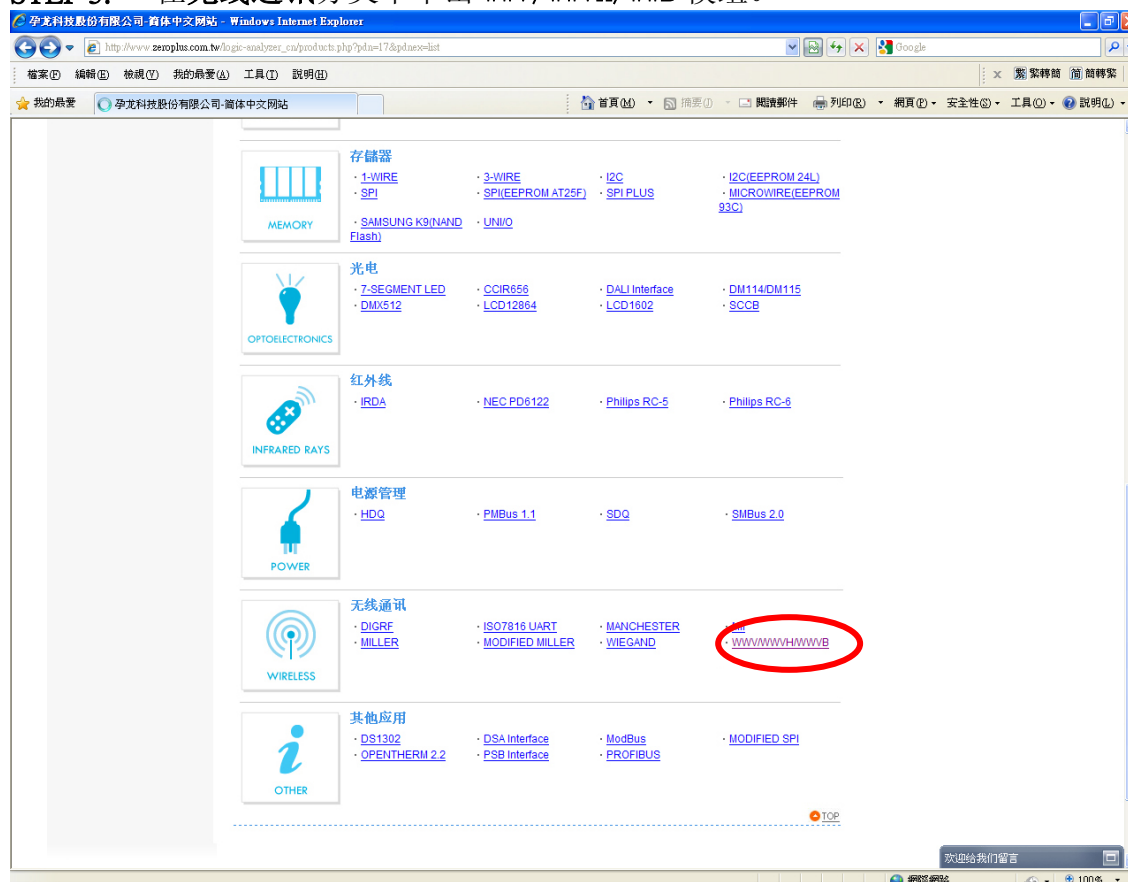 孕龙科技股份有限公司-简体中文网站 - Windows Internet Explorer
http://www.zeroplus.com.tw/logic-analyzer_cn/products.php?pdn=17&pdnex=list
Google
檔案(F) 編輯(E) 檢視(V) 我的最愛(A) 工具(T) 說明(H)
x 繁 繁轉簡 簡 簡轉繁
我的最愛 孕龙科技股份有限公司-简体中文网站 首頁(M) 摘要(J) 閱讀郵件 列印(R) 網頁(P) 安全性(S) 工具(O) 說明(L)
存儲器
· 1-WIRE · 3-WIRE · I2C · I2C(EEPROM 24L)
· SPI · SPI(EEPROM AT25F) · SPI PLUS · MICROWIRE(EEPROM
93C)
MEMORY
· SAMSUNG K9(NAND · UNI/O
Flash)
光电
· 7-SEGMENT LED · CCIR656 · DALI Interface · DM114/DM115
· DMX512 · LCD12864 · LCD1602 · SCCB
OPTOELECTRONICS
红外线
· IRDA · NEC PD6122 · Philips RC-5 · Philips RC-6
INFRARED RAYS
电源管理
· HDQ · PMBus 1.1 · SDQ · SMBus 2.0
POWER
无线通讯
· DIGRF · ISO7816 UART · MANCHESTER ·
· MILLER · MODIFIED MILLER · WIEGAND · WWV/WWVH/WWVB
WIRELESS
其他应用
· DS1302 · DSA Interface · ModBus · MODIFIED SPI
· OPENTHERM 2.2 · PSB Interface · PROFIBUS
OTHER
TOP
欢迎给我们留言
100%